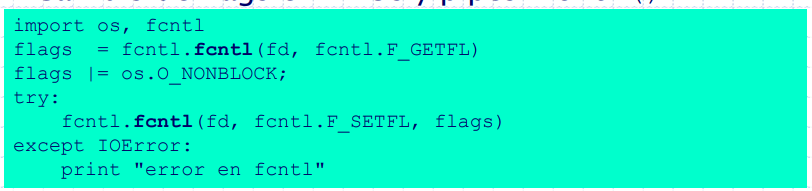 import os, fcntl
flags  = fcntl.fcntl(fd, fcntl.F_GETFL)
flags |= os.O_NONBLOCK;
try:
    fcntl.fcntl(fd, fcntl.F_SETFL, flags)
except IOError:
    print "error en fcntl"